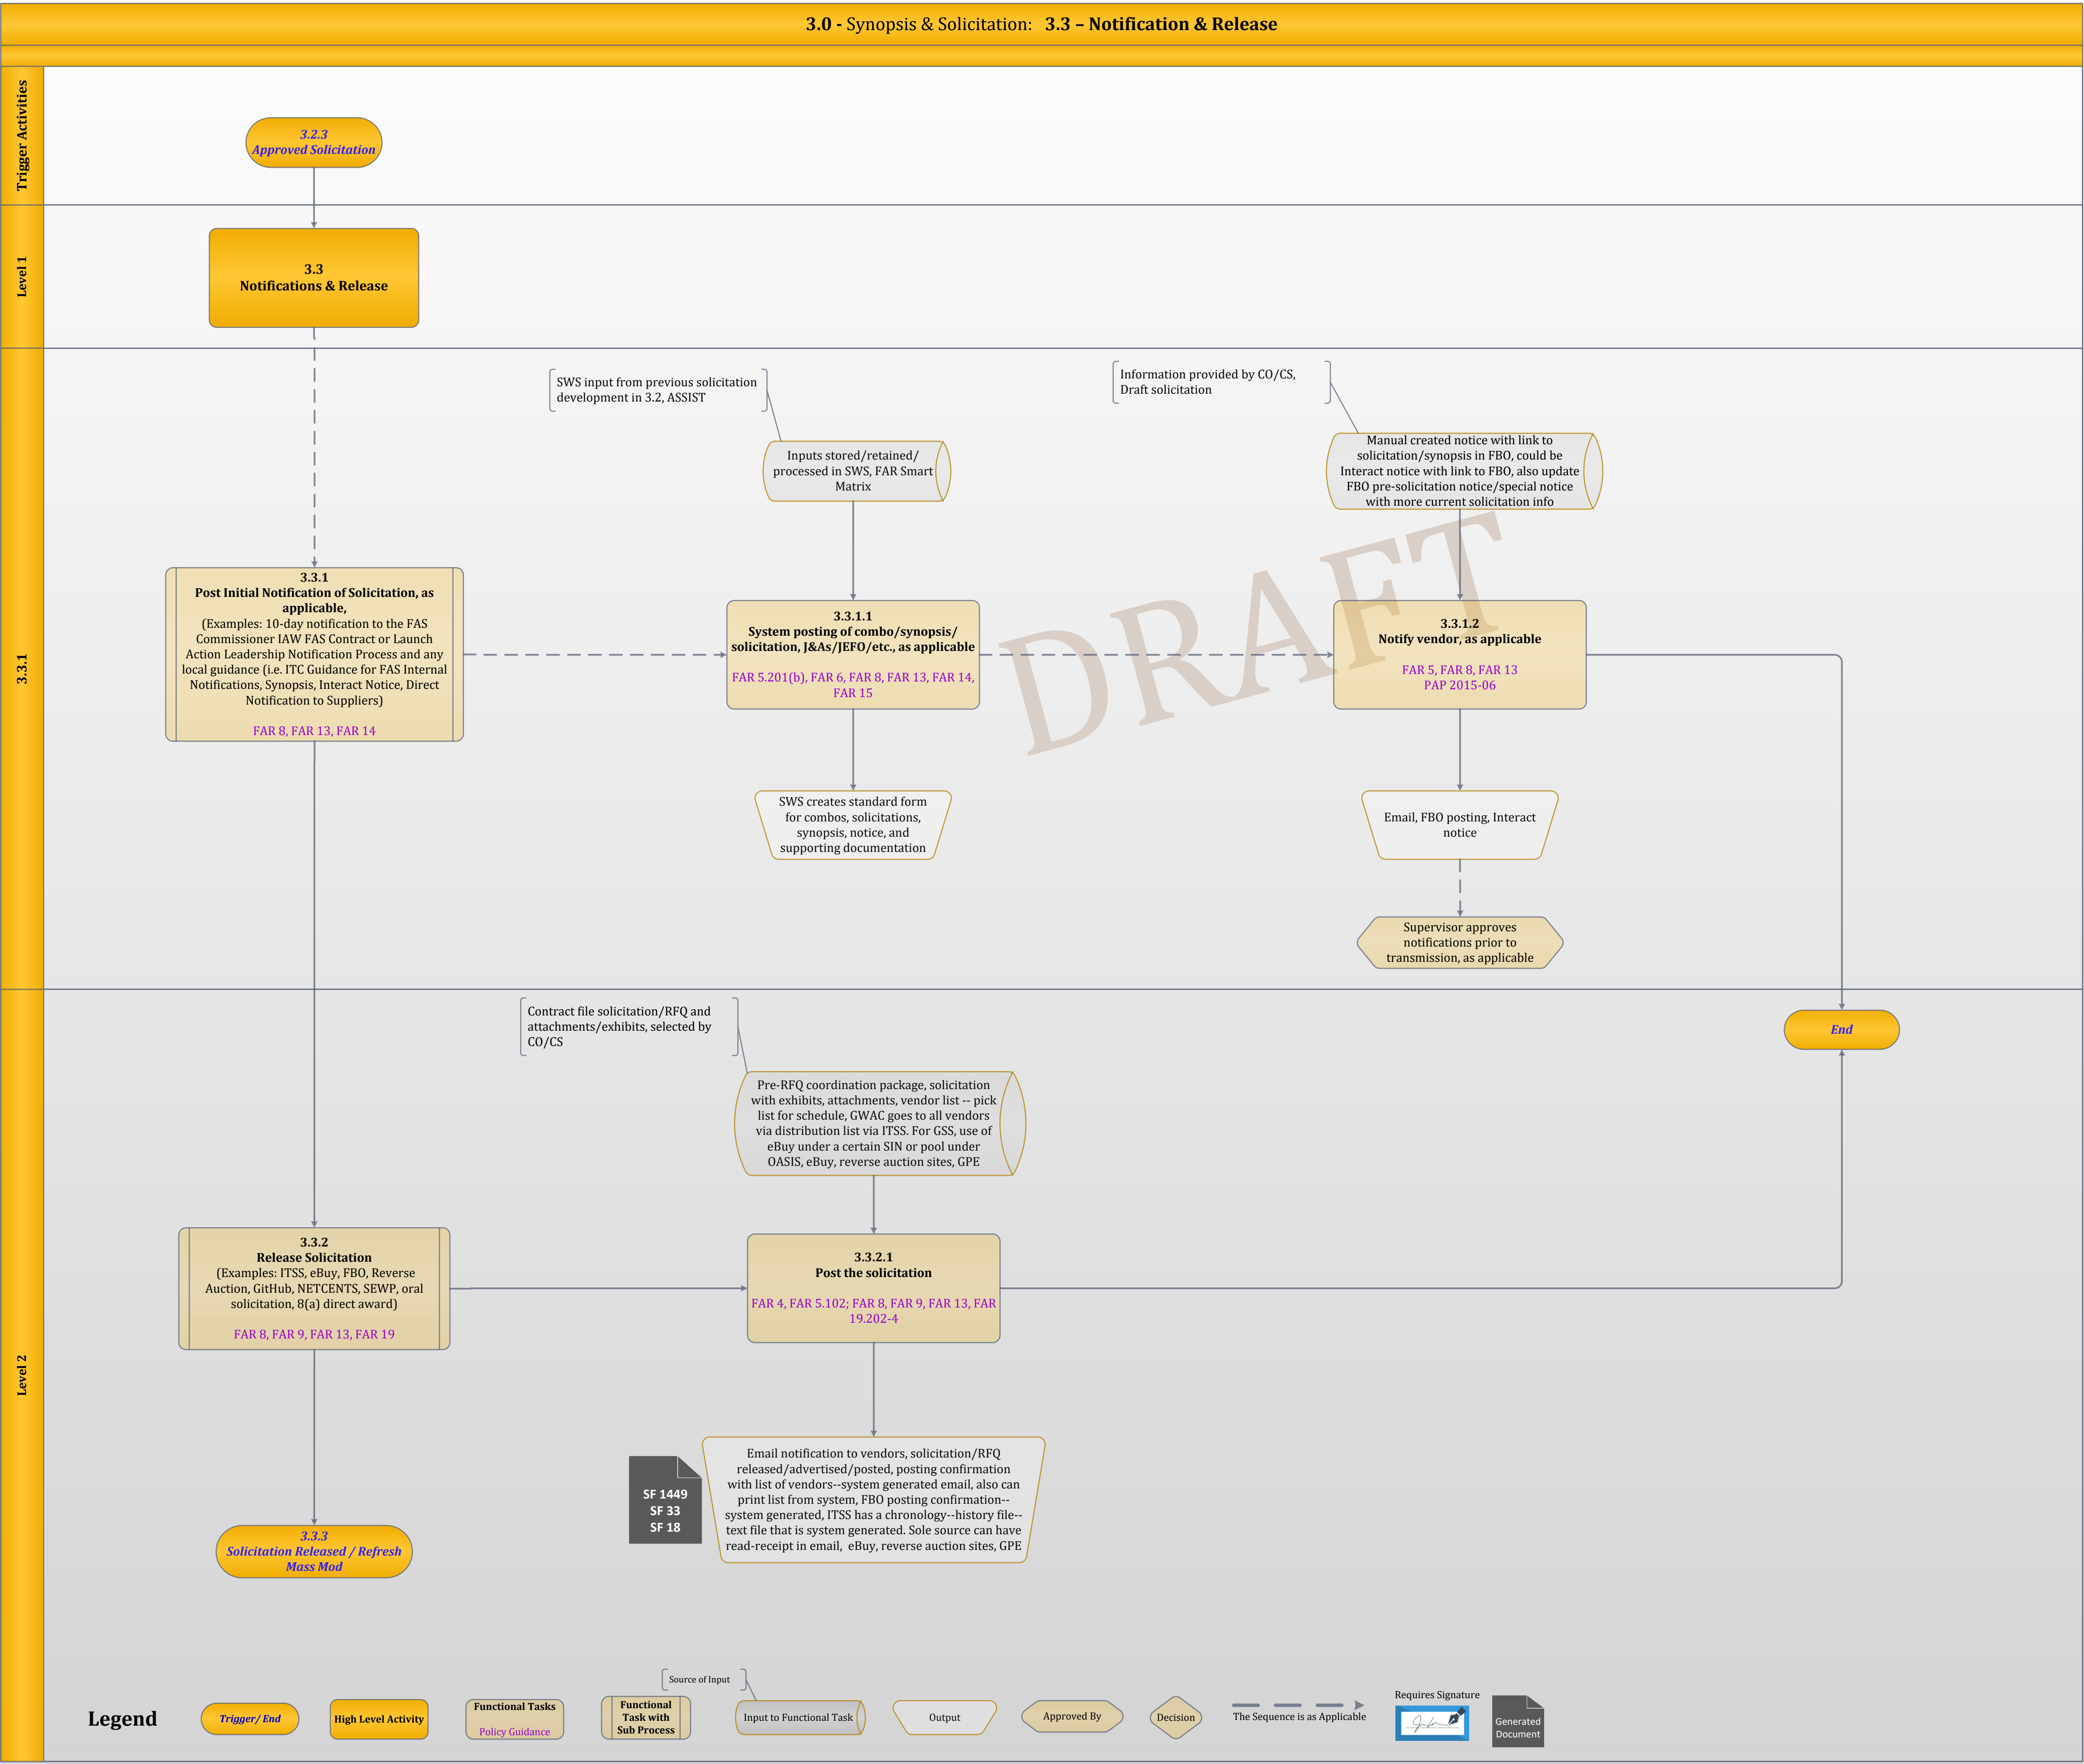 3.0 - Synopsis & Solicitation: 3.3 – Notification & Release
Trigger Activities
3.2.3
Approved Solicitation
Level 1
3.3
Notifications & Release
3.3.1
SWS input from previous solicitation
development in 3.2, ASSIST
Information provided by CO/CS,
Draft solicitation
Inputs stored/retained/
processed in SWS, FAR Smart
Matrix
Manual created notice with link to
solicitation/synopsis in FBO, could be
Interact notice with link to FBO, also update
FBO pre-solicitation notice/special notice
with more current solicitation info
3.3.1
Post Initial Notification of Solicitation, as
applicable,
(Examples: 10-day notification to the FAS
Commissioner IAW FAS Contract or Launch
Action Leadership Notification Process and any
local guidance (i.e. ITC Guidance for FAS Internal
Notifications, Synopsis, Interact Notice, Direct
Notification to Suppliers)
FAR 8, FAR 13, FAR 14
3.3.1.1
System posting of combo/synopsis/
solicitation, J&As/JEFO/etc., as applicable
FAR 5.201(b), FAR 6, FAR 8, FAR 13, FAR 14,
FAR 15
DRAFT
3.3.1.2
Notify vendor, as applicable
FAR 5, FAR 8, FAR 13
PAP 2015-06
SWS creates standard form
for combos, solicitations,
synopsis, notice, and
supporting documentation
Email, FBO posting, Interact
notice
Supervisor approves
notifications prior to
transmission, as applicable
Level 2
Contract file solicitation/RFQ and
attachments/exhibits, selected by
CO/CS
End
Pre-RFQ coordination package, solicitation
with exhibits, attachments, vendor list -- pick
list for schedule, GWAC goes to all vendors
via distribution list via ITSS. For GSS, use of
eBuy under a certain SIN or pool under
OASIS, eBuy, reverse auction sites, GPE
3.3.2
Release Solicitation
(Examples: ITSS, eBuy, FBO, Reverse
Auction, GitHub, NETCENTS, SEWP, oral
solicitation, 8(a) direct award)
FAR 8, FAR 9, FAR 13, FAR 19
3.3.2.1
Post the solicitation
FAR 4, FAR 5.102; FAR 8, FAR 9, FAR 13, FAR
19.202-4
SF 1449
SF 33
SF 18
Email notification to vendors, solicitation/RFQ
released/advertised/posted, posting confirmation
with list of vendors--system generated email, also can
print list from system, FBO posting confirmation--
system generated, ITSS has a chronology--history file--
text file that is system generated. Sole source can have
read-receipt in email, eBuy, reverse auction sites, GPE
3.3.3
Solicitation Released / Refresh
Mass Mod
Legend
Trigger/ End
High Level Activity
Functional Tasks
Policy Guidance
Functional
Task with
Sub Process
Source of Input
Input to Functional Task
Output
Approved By
Decision
The Sequence is as Applicable
Requires Signature
Generated
Document